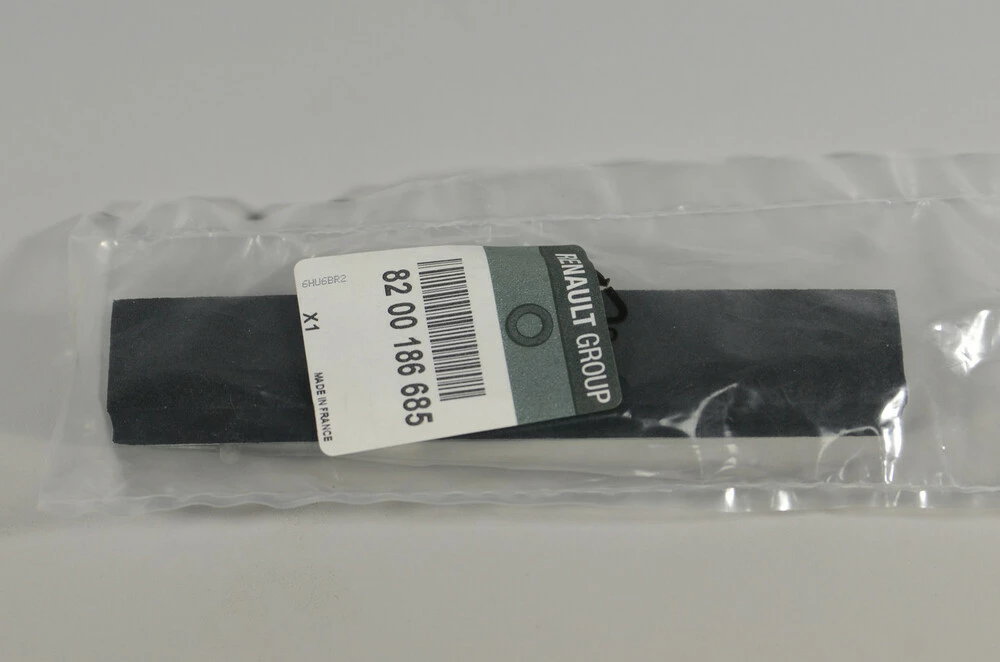 RENAULT GROUP
82 00 186 685
6HU6BR2
X1
MADE IN FRANCE